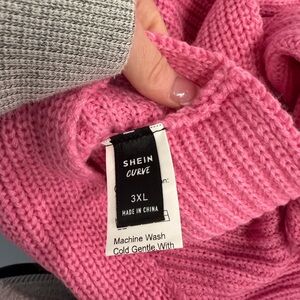 SHEIN
CURVE
3XL
MADE IN CHINA
Machine Wash
Cold Gentle, With